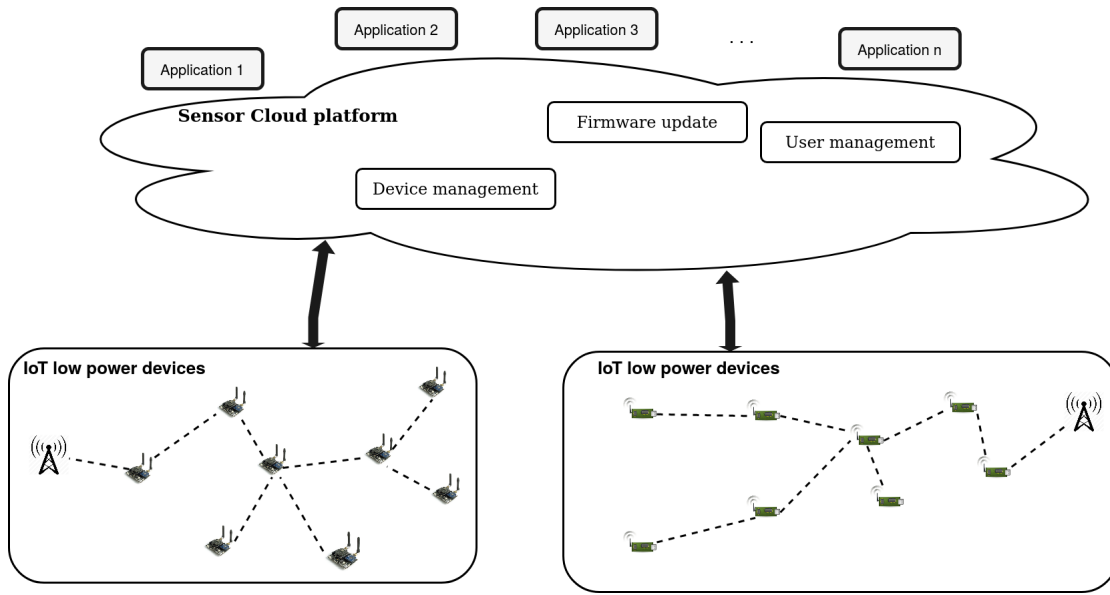 Application 1
Application 2
Application 3
. . .
Application n
Sensor Cloud platform
Firmware update
User management
Device management
IoT low power devices
IoT low power devices